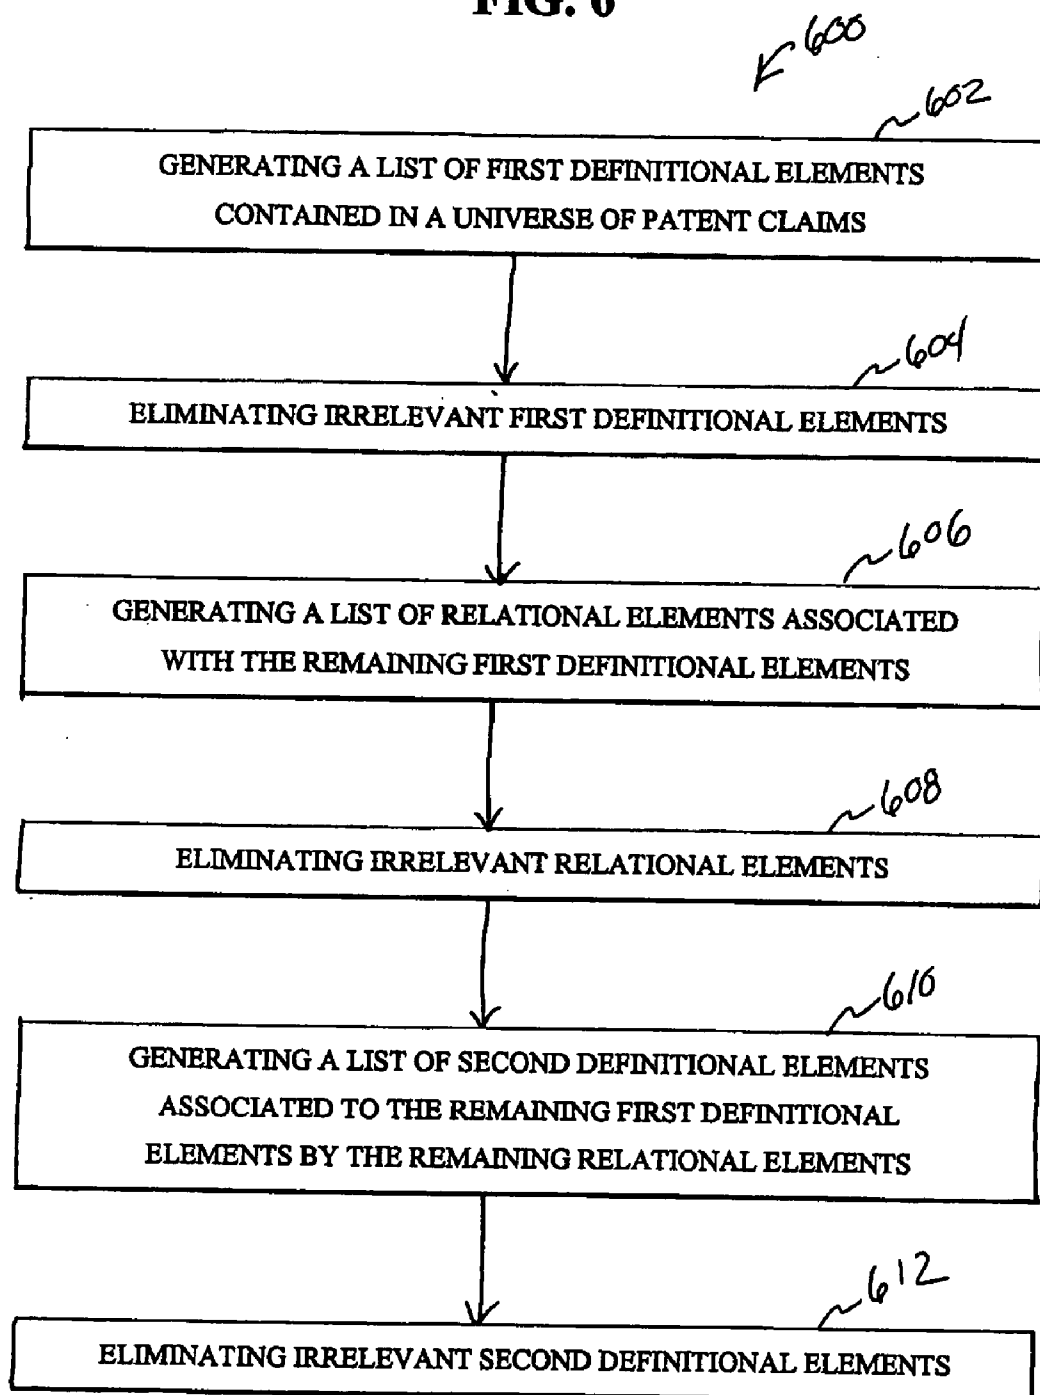 FIG. 6
600
602
GENERATING A LIST OF FIRST DEFINITIONAL ELEMENTS
CONTAINED IN A UNIVERSE OF PATENT CLAIMS
604
ELIMINATING IRRELEVANT FIRST DEFINITIONAL ELEMENTS
606
GENERATING A LIST OF RELATIONAL ELEMENTS ASSOCIATED
WITH THE REMAINING FIRST DEFINITIONAL ELEMENTS
608
ELIMINATING IRRELEVANT RELATIONAL ELEMENTS
610
GENERATING A LIST OF SECOND DEFINITIONAL ELEMENTS
ASSOCIATED TO THE REMAINING FIRST DEFINITIONAL
ELEMENTS BY THE REMAINING RELATIONAL ELEMENTS
612
ELIMINATING IRRELEVANT SECOND DEFINITIONAL ELEMENTS